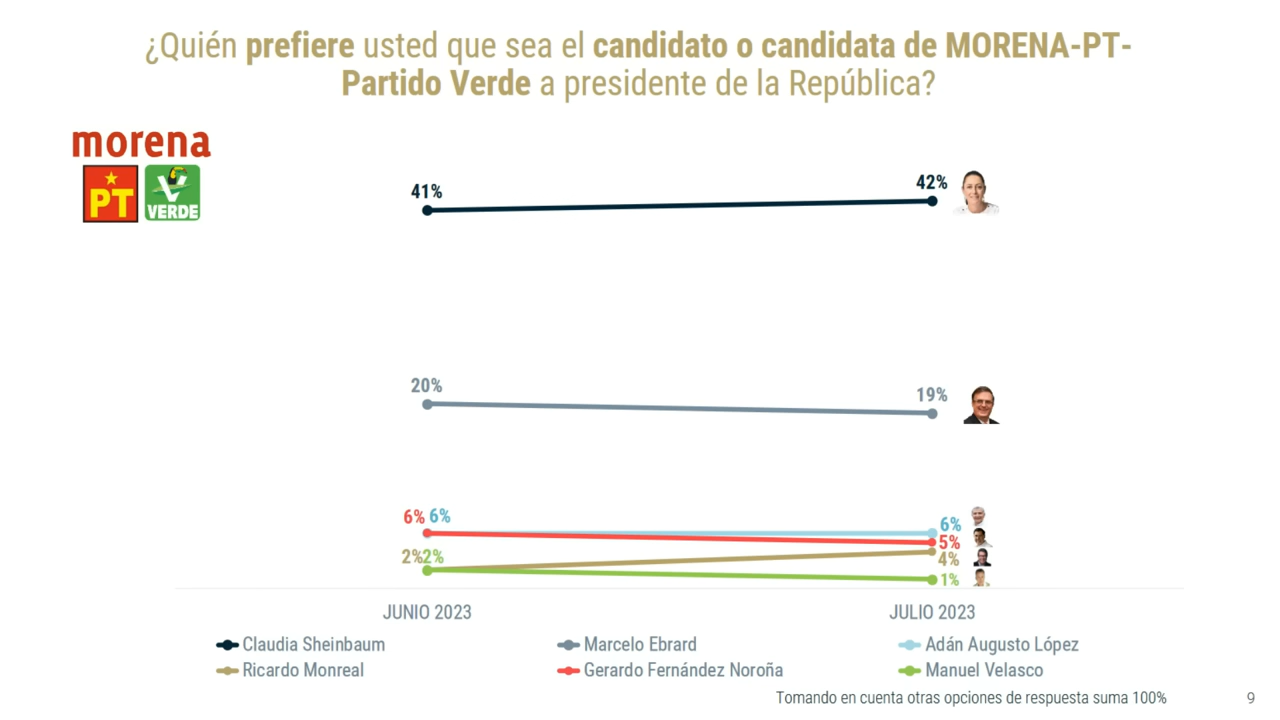 ¿Quién prefiere usted que sea el candidato o candidata de MORENA-PT-
Partido Verde a presidente de la República?
morena
PT
VERDE
41%
42%
20%
19%
6% 6%
6%
5%
2%2%
4%
1%
JUNIO 2023
JULIO 2023
Claudia Sheinbaum
Marcelo Ebrard
Adán Augusto López
Ricardo Monreal
Gerardo Fernández Noroña
Manuel Velasco
Tomando en cuenta otras opciones de respuesta suma 100%
9